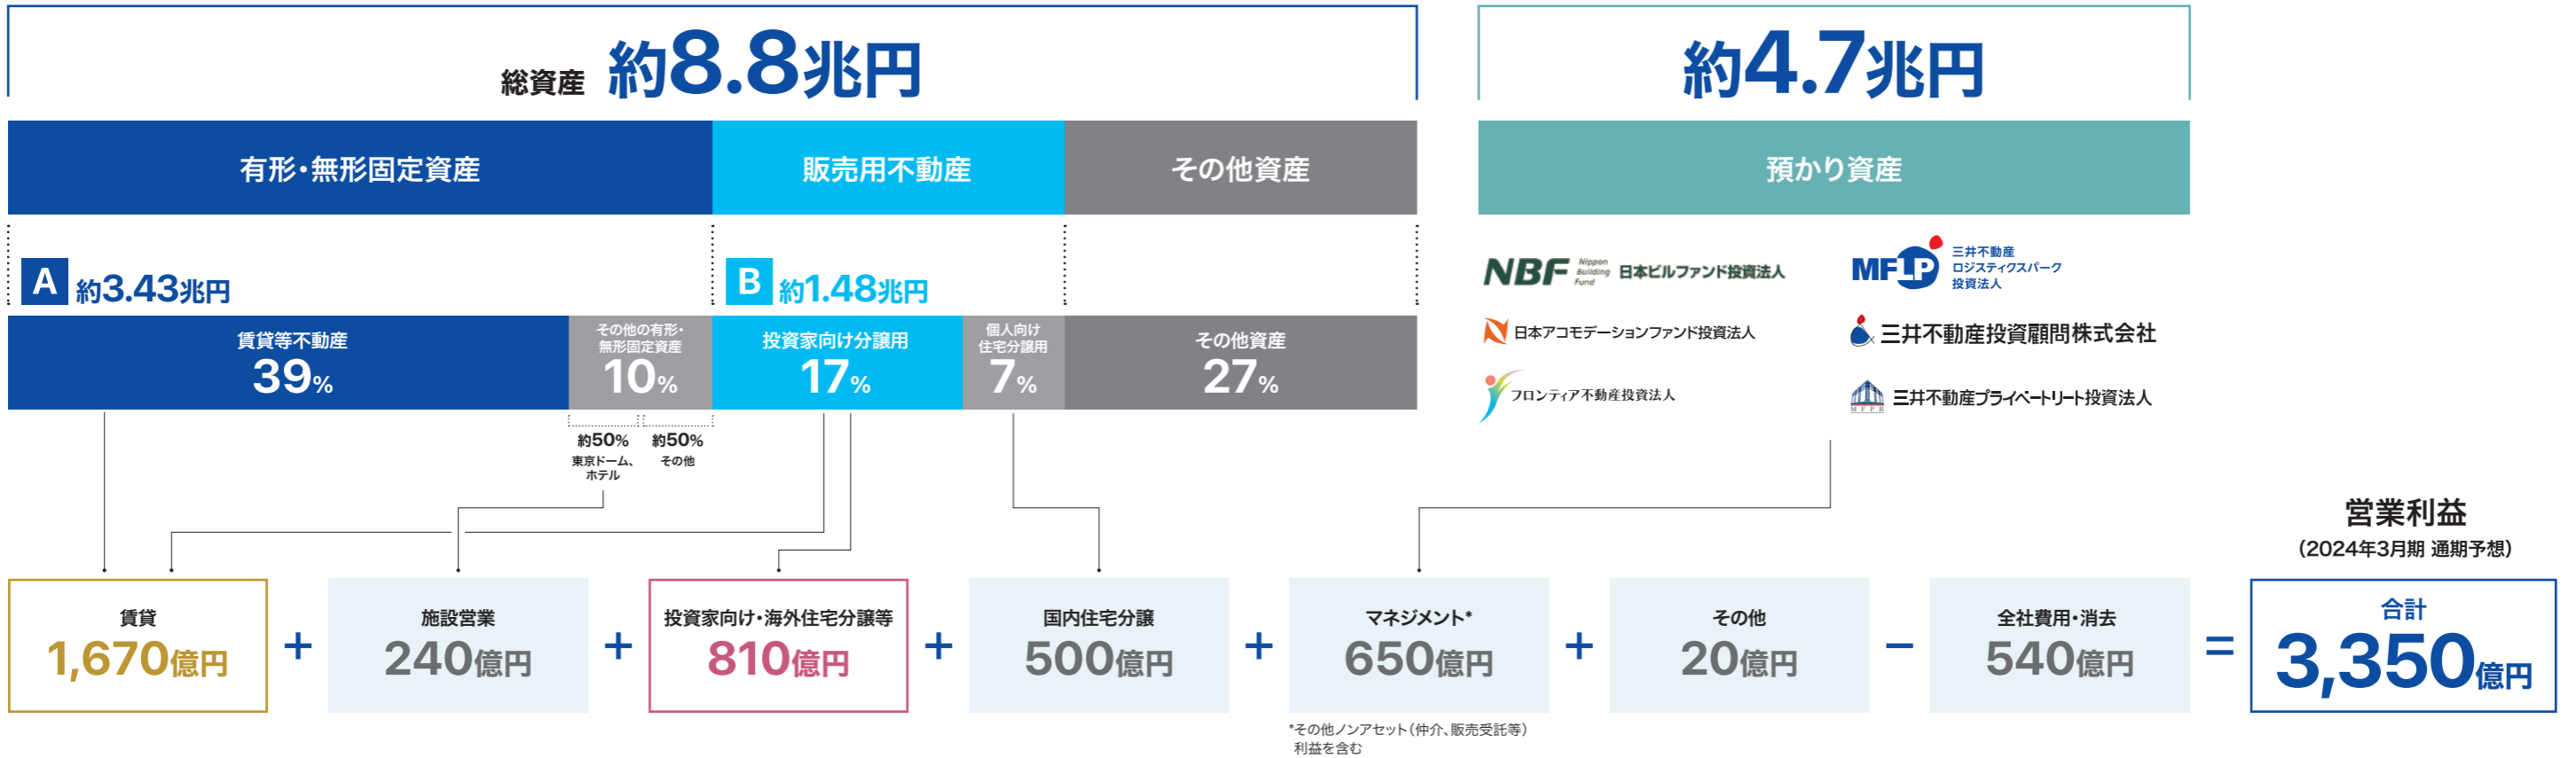 総資産 約8.8兆円
約4.7兆円
有形・無形固定資産
販売用不動産
その他資産
預かり資産
A 約3.43兆円
B 約1.48兆円
賃貸等不動産
39%
その他の有形・
無形固定資産
10%
投資家向け分譲用
17%
個人向け
住宅分譲用
7%
その他資産
27%
約50%
東京ドーム、
ホテル
約50%
その他
NBF Nippon
Building
Fund
日本ビルファンド投資法人
MFLP
三井不動産
ロジスティクスパーク
投資法人
日本アコモデーションファンド投資法人
三井不動産投資顧問株式会社
フロンティア不動産投資法人
MFPR 三井不動産プライベートリート投資法人
営業利益
（2024年3月期 通期予想）
賃貸
1,670億円
+
施設営業
240億円
+
投資家向け・海外住宅分譲等
810億円
+
国内住宅分譲
500億円
+
マネジメント*
650億円
+
その他
20億円
−
全社費用・消去
540億円
=
合計
3,350億円
*その他ノンアセット（仲介、販売受託等）
利益を含む